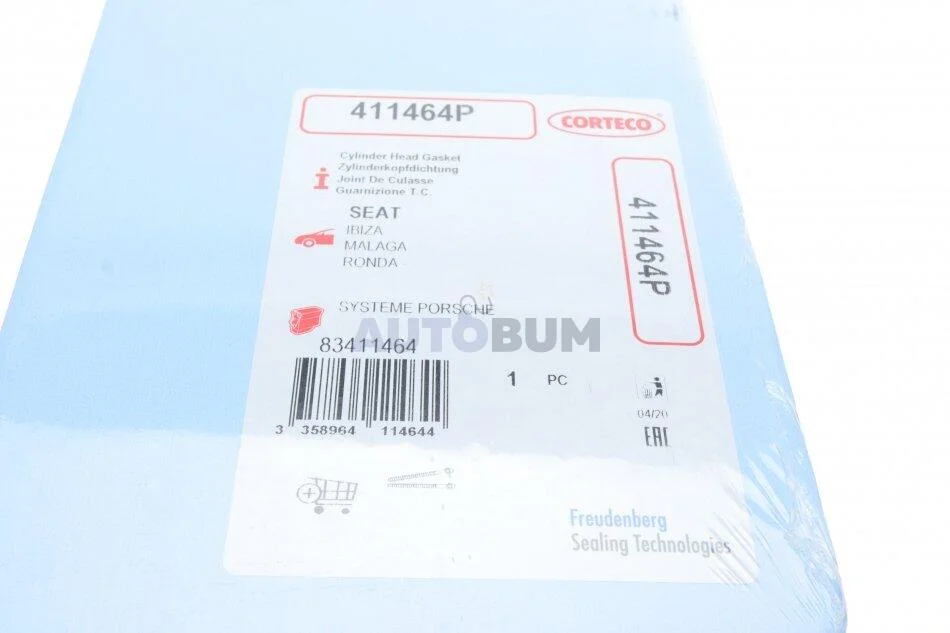 411464P
CORTECO
Cylinder Head Gasket
Zylinderkopfdichtung
Joint De Culasse
Guarnizione T.C.
SEAT
IBIZA
MALAGA
RONDA -
411464P
SYSTEME PORSCHE
AUTOBUM
83411464
1 PC
3 358964 114644
04/20
EAC
Freudenberg
Sealing Technologies